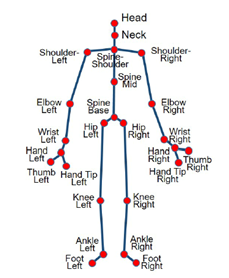 Head
Neck
Shoulder-
Left
Spine-
Shoulder
Shoulder-
Right
Spine
Mid
Elbow
Left
Spine
Base
Elbow
Right
Wrist
Left
Hip
Left
Hip
Right
Wrist
Right
Hand
Left
Hand
Right
Thumb
Right
Thumb
Left
Hand Tip
Left
Hand Tip
Right
Knee
Left
Knee
Right
Ankle
Left
Ankle
Right
Foot
Left
Foot
Right